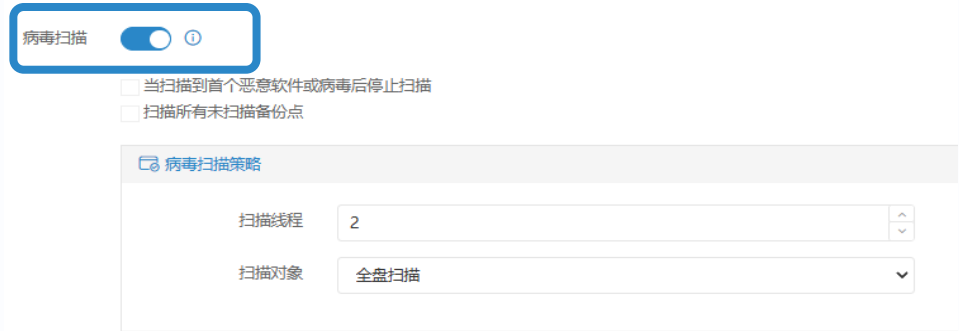 病毒扫描
当扫描到首个恶意软件或病毒后停止扫描
扫描所有未扫描备份点
病毒扫描策略
扫描线程 2
扫描对象 全盘扫描